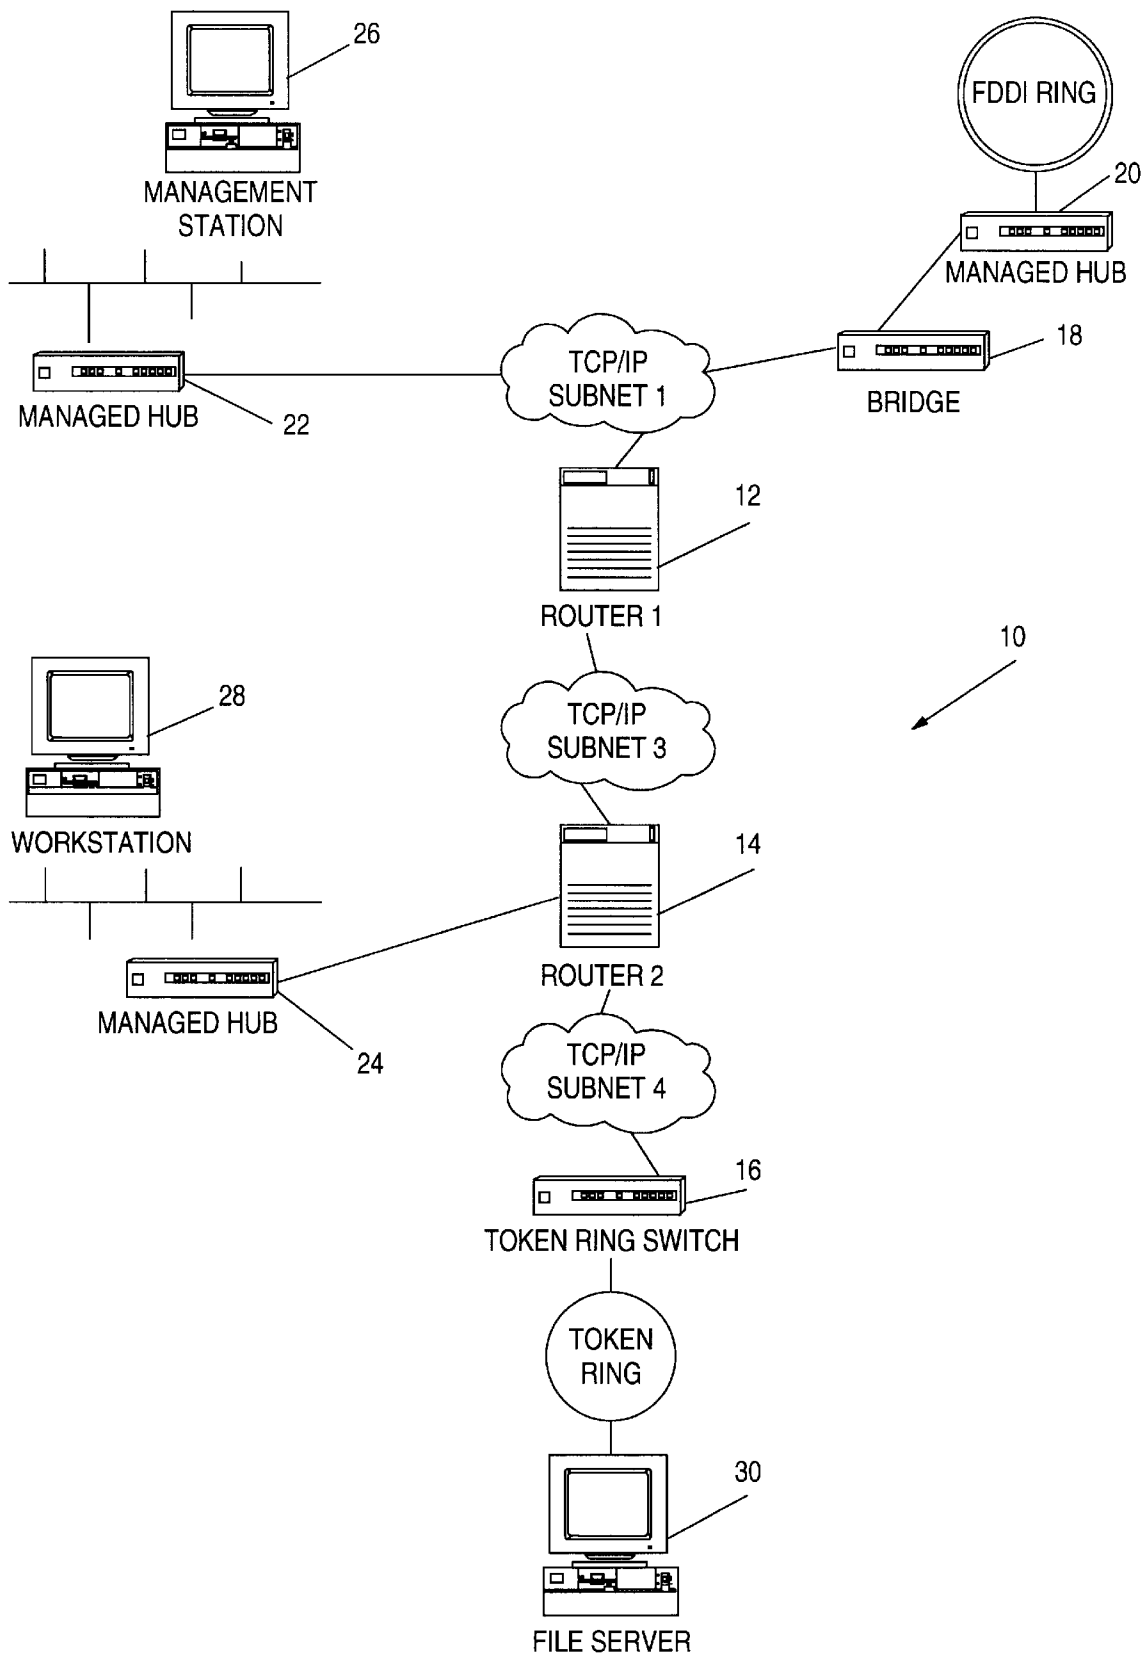 26
FDDI RING
20
MANAGEMENT
STATION
MANAGED HUB
18
TCP/IP
SUBNET 1
BRIDGE
MANAGED HUB
22
12
ROUTER 1
10
28
TCP/IP
SUBNET 3
WORKSTATION
14
ROUTER 2
MANAGED HUB
24
TCP/IP
SUBNET 4
16
TOKEN RING SWITCH
TOKEN
RING
30
FILE SERVER